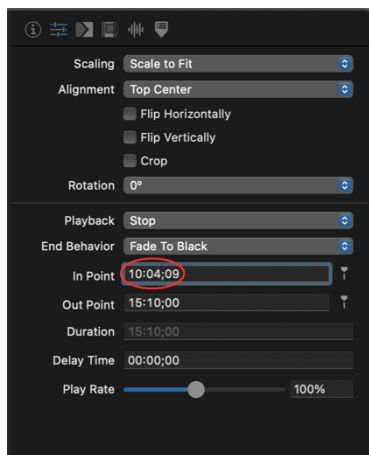 Scaling Scale to Fit
Alignment Top Center
Flip Horizontally
Flip Vertically
Crop
Rotation 0°
Playback Stop
End Behavior Fade To Black
In Point 10:04;09
Out Point 15:10;00
Duration 15:10;00
Delay Time 00:00;00
Play Rate 100%